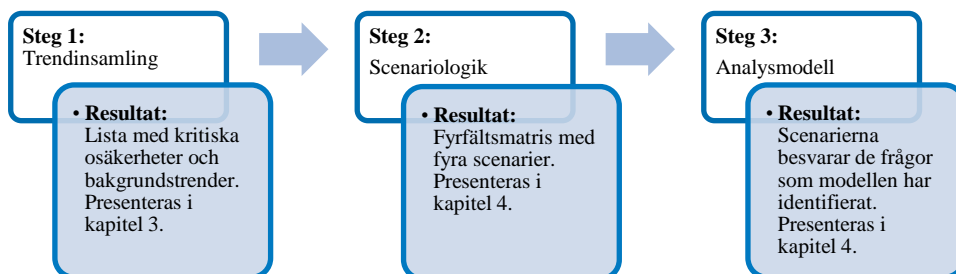 Steg 1:
Trendinsamling
• Resultat:
Lista med kritiska
osäkerheter och
bakgrundstrender.
Presenteras i
kapitel 3.
Steg 2:
Scenariologik
• Resultat:
Fyrfältsmatris med
fyra scenarier.
Presenteras i
kapitel 4.
Steg 3:
Analysmodell
• Resultat:
Scenarierna
besvarar de frågor
som modellen har
identifierat.
Presenteras i
kapitel 4.